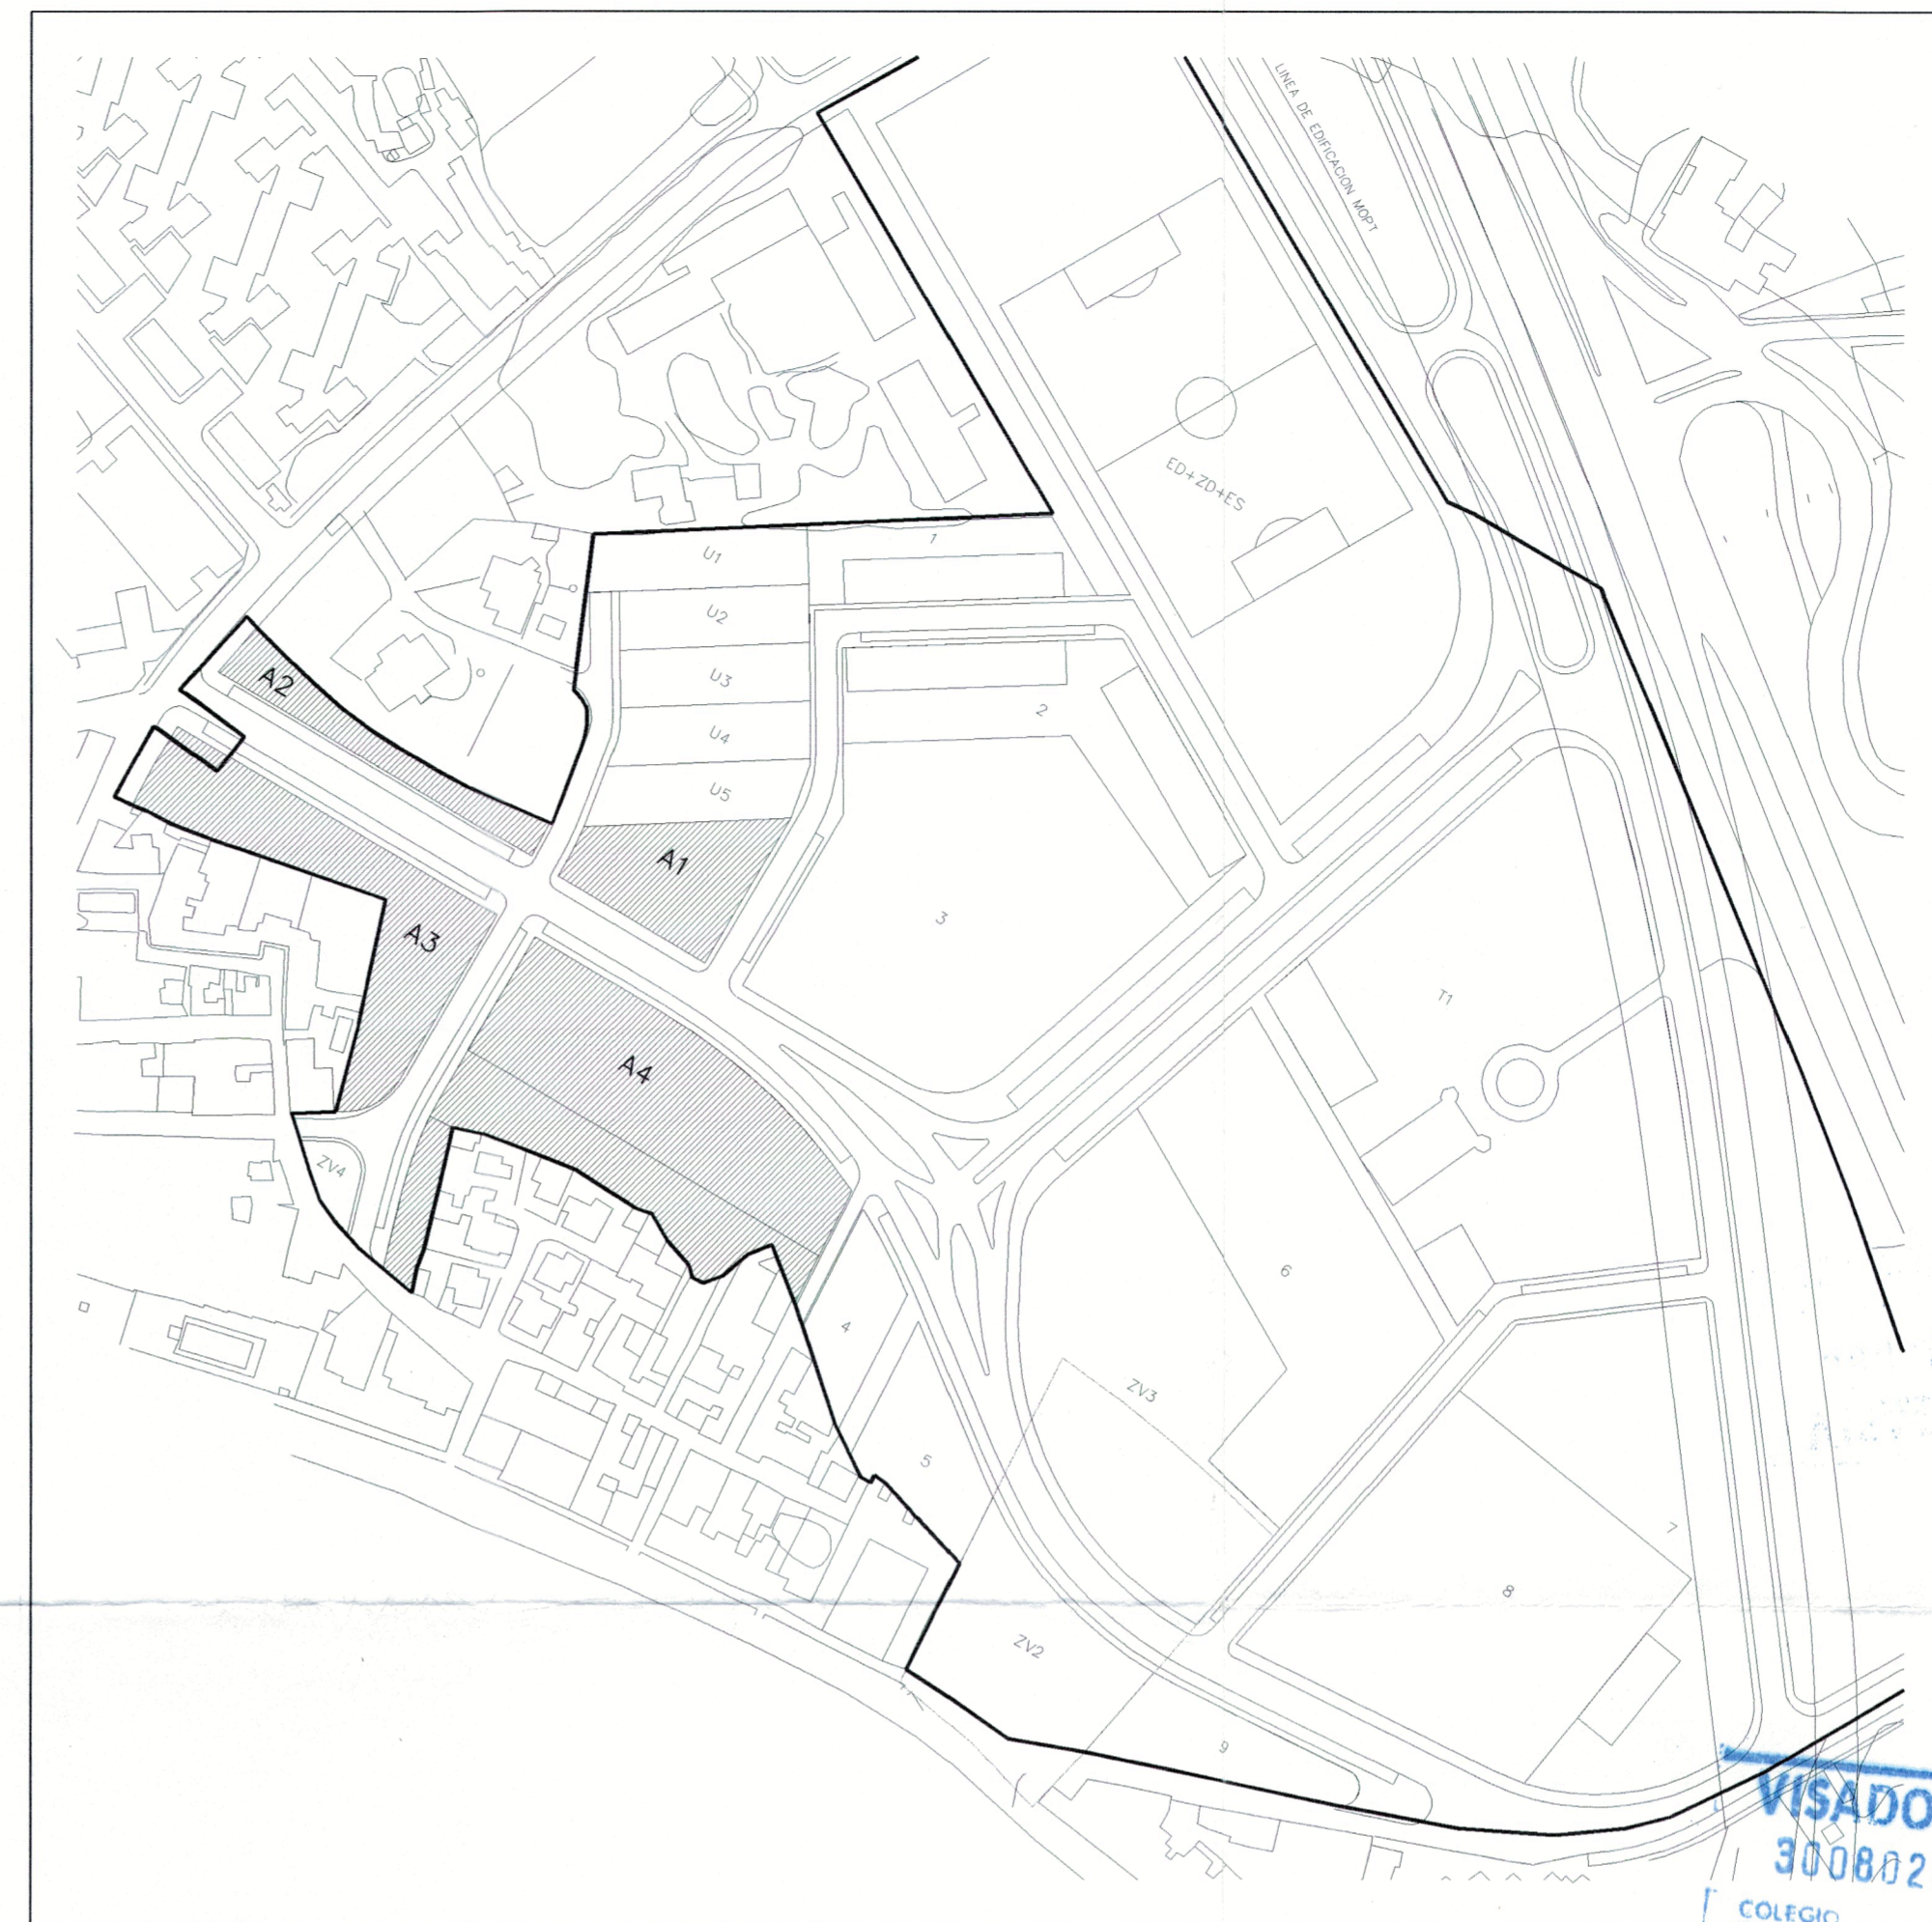 LINEA DE EDIFICACION MOPT
ED+ZD+ES
U1
1
U2
A2
U3
2
U4
U5
A1
3
A3
T1
A4
ZV4
6
4
ZV3
5
7
8
ZV2
9
VISADO
300802
COLEGIO